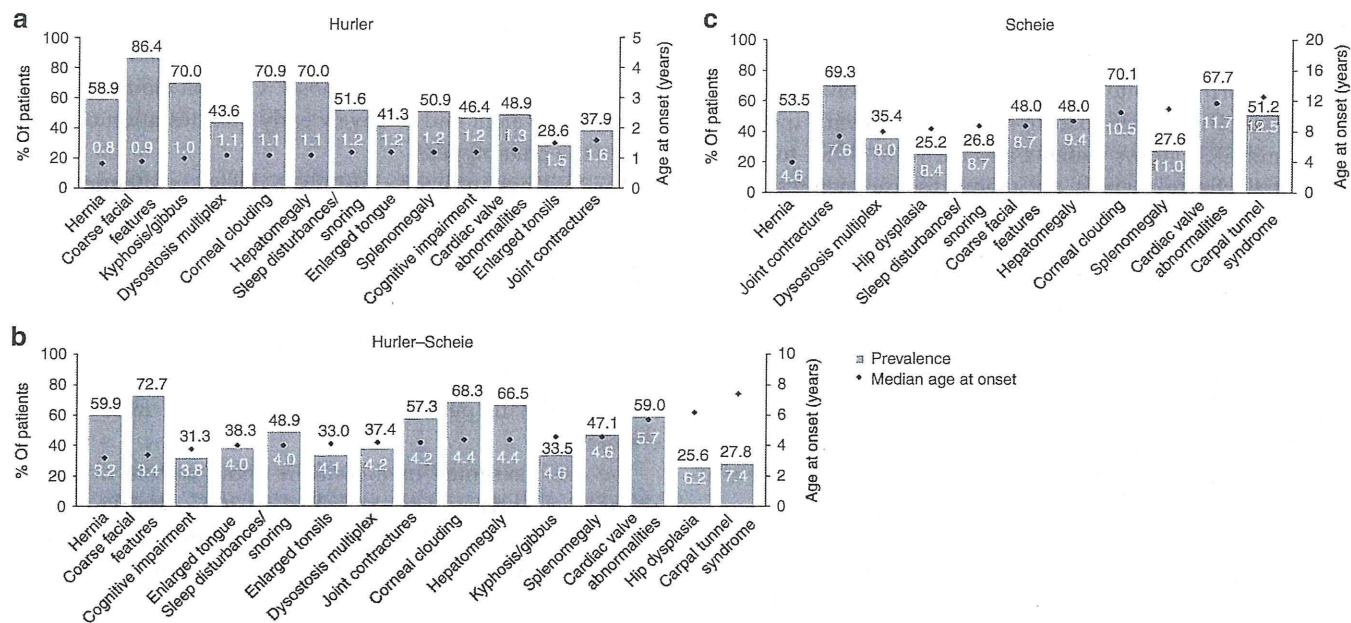 a
Hurler
% Of patients
100
80
60
40
20
0
58.9
86.4
70.0
43.6
70.9
70.0
51.6
41.3
50.9
46.4
48.9
28.6
37.9
0.8
0.9
1.0
1.1
1.1
1.1
1.2
1.2
1.2
1.2
1.3
1.5
1.6
5
4
3
2
1
0
Age at onset (years)
Hernia
Coarse facial
features
Kyphosis/gibbus
Dysostosis multiplex
Corneal clouding
Hepatomegaly
Sleep disturbances/
snoring
Enlarged tongue
Splenomegaly
Cognitive impairment
Cardiac valve
abnormalities
Enlarged tonsils
Joint contractures
c
Scheie
% Of patients
100
80
60
40
20
0
53.5
69.3
35.4
25.2
26.8
48.0
48.0
70.1
27.6
67.7
51.2
4.6
7.6
8.0
8.4
8.7
8.7
9.4
10.5
11.0
11.7
12.5
20
16
12
8
4
0
Age at onset (years)
Hernia
Joint contractures
Dysostosis multiplex
Hip dysplasia
Sleep disturbances/
snoring
Coarse facial
features
Hepatomegaly
Corneal clouding
Splenomegaly
Cardiac valve
abnormalities
Carpal tunnel
syndrome
b
Hurler–Scheie
% Of patients
100
80
60
40
20
0
59.9
72.7
31.3
38.3
48.9
33.0
37.4
57.3
68.3
66.5
33.5
47.1
59.0
25.6
27.8
3.2
3.4
3.8
4.0
4.0
4.1
4.2
4.2
4.4
4.4
4.6
4.6
5.7
6.2
7.4
10
8
6
4
2
0
Age at onset (years)
Hernia
Coarse facial
features
Cognitive impairment
Enlarged tongue
Sleep disturbances/
snoring
Enlarged tonsils
Dysostosis multiplex
Joint contractures
Corneal clouding
Hepatomegaly
Kyphosis/gibbus
Splenomegaly
Cardiac valve
abnormalities
Hip dysplasia
Carpal tunnel
syndrome
Prevalence
Median age at onset